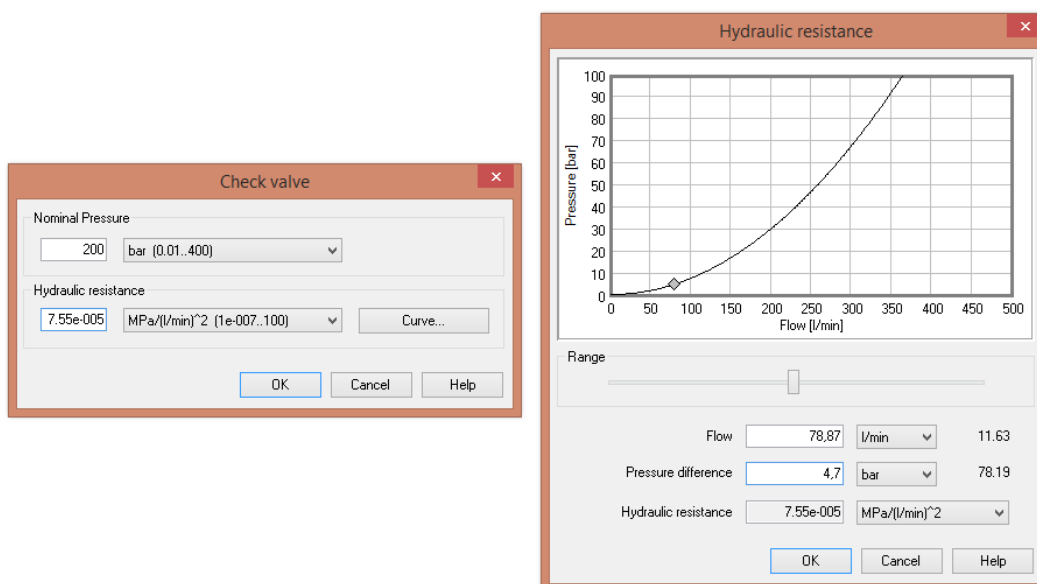 Check valve
Nominal Pressure
200 bar (0.01..400)
Hydraulic resistance
7.55e-005 MPa/(l/min)^2 (1e-007..100) Curve...
OK Cancel Help
Hydraulic resistance
Pressure [bar]
100
90
80
70
60
50
40
30
20
10
0
0 50 100 150 200 250 300 350 400 450 500
Flow [l/min]
Range
Flow 78,87 l/min 11.63
Pressure difference 4,7 bar 78.19
Hydraulic resistance 7.55e-005 MPa/(l/min)^2
OK Cancel Help